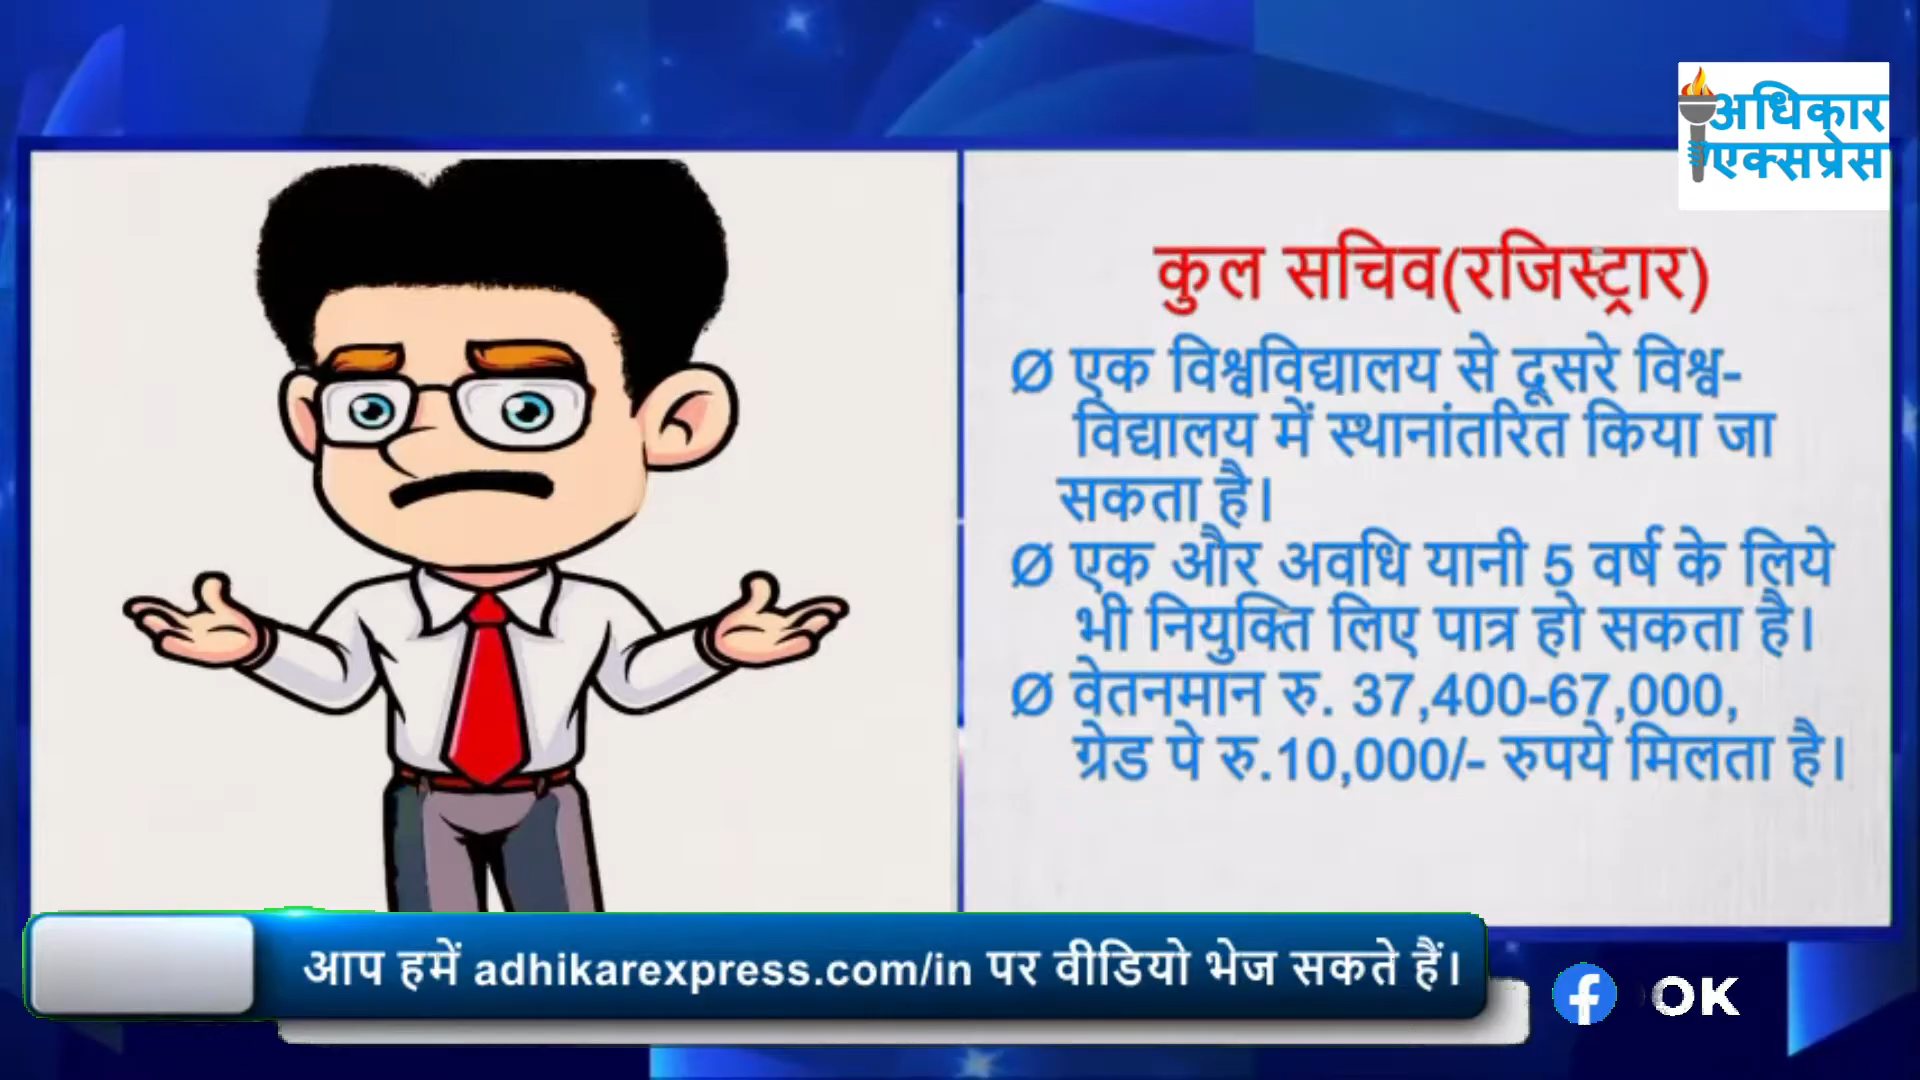 अधिकार
एक्सप्रेस
कुल सचिव(रजिस्ट्रार)
Ø एक विश्वविद्यालय से दूसरे विश्व-
विद्यालय में स्थानांतरित किया जा
सकता है।
Ø एक और अवधि यानी 5 वर्ष के लिये
भी नियुक्ति लिए पात्र हो सकता है।
Ø वेतनमान रु. 37,400-67,000,
ग्रेड पे रु.10,000/- रुपये मिलता है।
आप हमें adhikarexpress.com/in पर वीडियो भेज सकते हैं।
OK